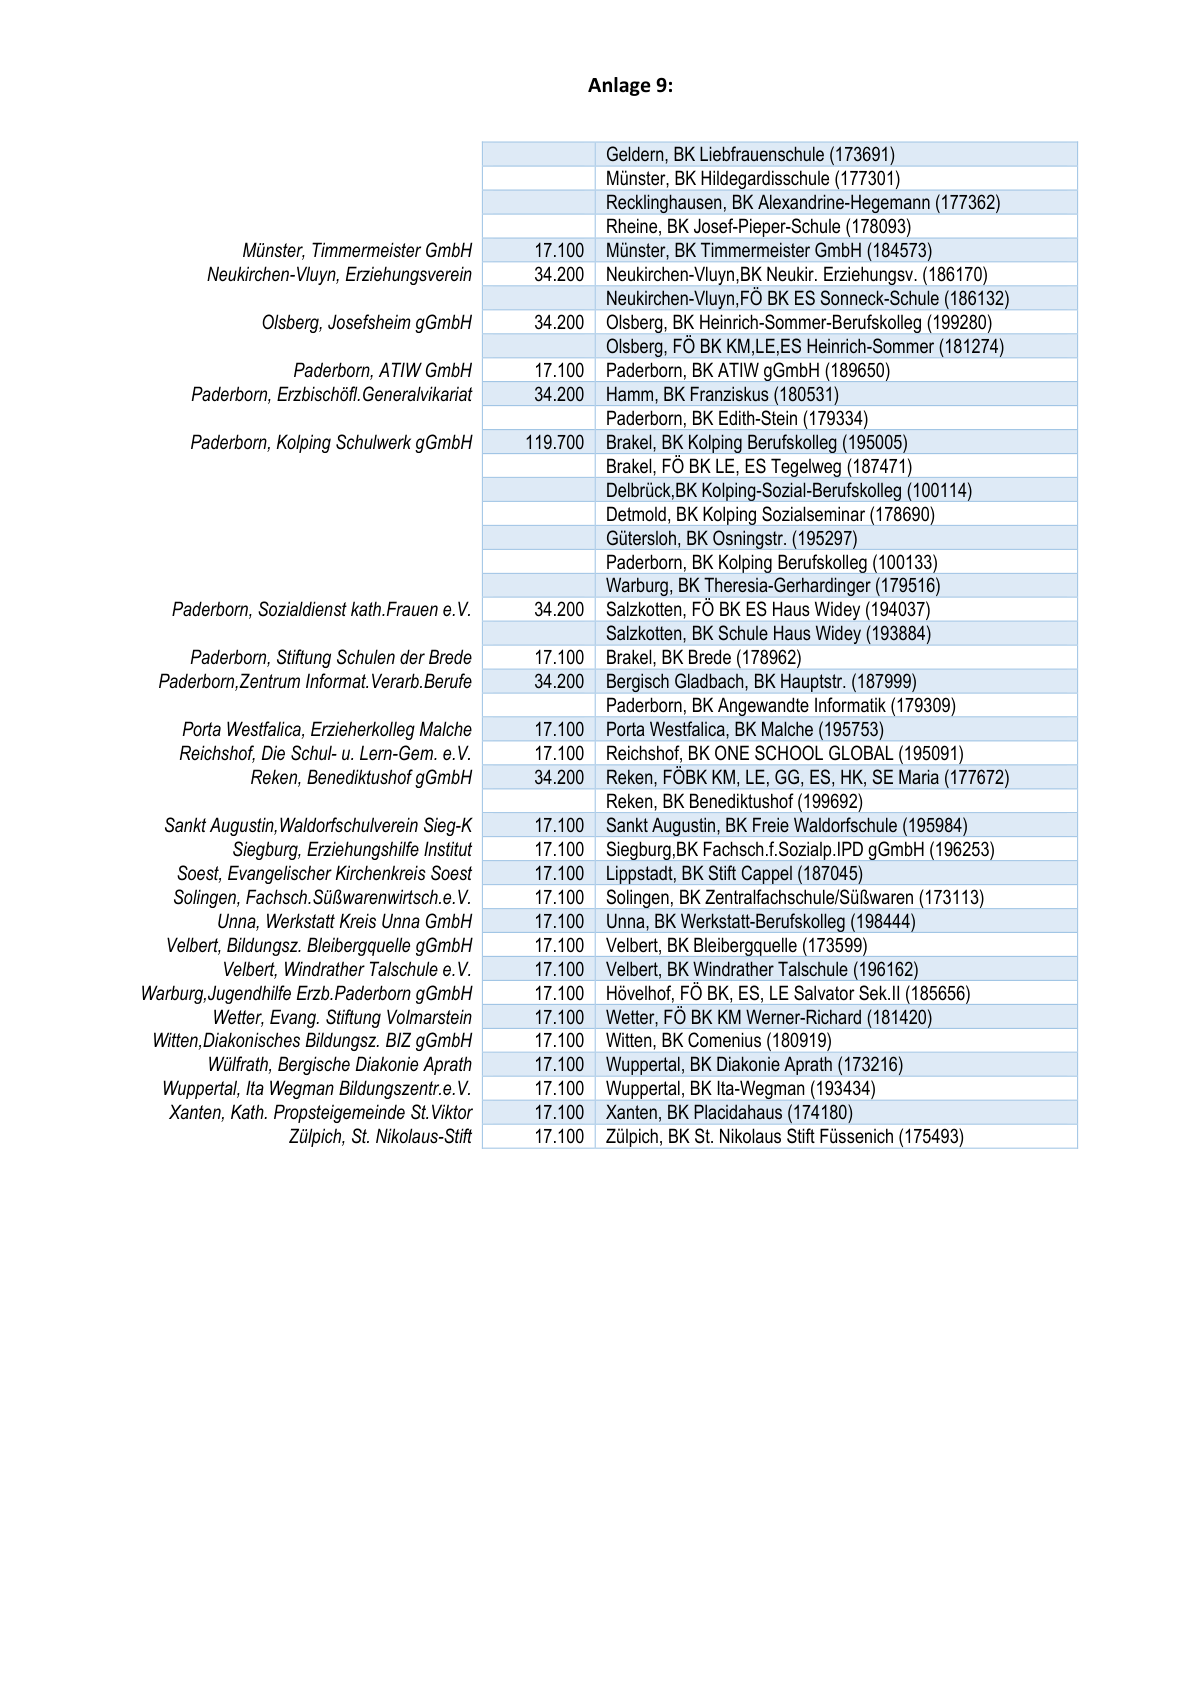 Anlage 9:
Geldern, BK Liebfrauenschule (173691)
Münster, BK Hildegardisschule (177301)
Recklinghausen, BK Alexandrine-Hegemann (177362)
Rheine, BK Josef-Pieper-Schule (178093)
Münster, Timmermeister GmbH 17.100 Münster, BK Timmermeister GmbH (184573)
Neukirchen-Vluyn, Erziehungsverein 34.200 Neukirchen-Vluyn,BK Neukir. Erziehungsv. (186170)
Neukirchen-Vluyn,FÖ BK ES Sonneck-Schule (186132)
Olsberg, Josefsheim gGmbH 34.200 Olsberg, BK Heinrich-Sommer-Berufskolleg (199280)
Olsberg, FÖ BK KM,LE,ES Heinrich-Sommer (181274)
Paderborn, ATIW GmbH 17.100 Paderborn, BK ATIW gGmbH (189650)
Paderborn, Erzbischöfl.Generalvikariat 34.200 Hamm, BK Franziskus (180531)
Paderborn, BK Edith-Stein (179334)
Paderborn, Kolping Schulwerk gGmbH 119.700 Brakel, BK Kolping Berufskolleg (195005)
Brakel, FÖ BK LE, ES Tegelweg (187471)
Delbrück,BK Kolping-Sozial-Berufskolleg (100114)
Detmold, BK Kolping Sozialseminar (178690)
Gütersloh, BK Osningstr. (195297)
Paderborn, BK Kolping Berufskolleg (100133)
Warburg, BK Theresia-Gerhardinger (179516)
Paderborn, Sozialdienst kath.Frauen e.V. 34.200 Salzkotten, FÖ BK ES Haus Widey (194037)
Salzkotten, BK Schule Haus Widey (193884)
Paderborn, Stiftung Schulen der Brede 17.100 Brakel, BK Brede (178962)
Paderborn,Zentrum Informat.Verarb.Berufe 34.200 Bergisch Gladbach, BK Hauptstr. (187999)
Paderborn, BK Angewandte Informatik (179309)
Porta Westfalica, Erzieherkolleg Malche 17.100 Porta Westfalica, BK Malche (195753)
Reichshof, Die Schul- u. Lern-Gem. e.V. 17.100 Reichshof, BK ONE SCHOOL GLOBAL (195091)
Reken, Benediktushof gGmbH 34.200 Reken, FÖBK KM, LE, GG, ES, HK, SE Maria (177672)
Reken, BK Benediktushof (199692)
Sankt Augustin,Waldorfschulverein Sieg-K 17.100 Sankt Augustin, BK Freie Waldorfschule (195984)
Siegburg, Erziehungshilfe Institut 17.100 Siegburg,BK Fachsch.f.Sozialp.IPD gGmbH (196253)
Soest, Evangelischer Kirchenkreis Soest 17.100 Lippstadt, BK Stift Cappel (187045)
Solingen, Fachsch.Süßwarenwirtsch.e.V. 17.100 Solingen, BK Zentralfachschule/Süßwaren (173113)
Unna, Werkstatt Kreis Unna GmbH 17.100 Unna, BK Werkstatt-Berufskolleg (198444)
Velbert, Bildungsz. Bleibergquelle gGmbH 17.100 Velbert, BK Bleibergquelle (173599)
Velbert, Windrather Talschule e.V. 17.100 Velbert, BK Windrather Talschule (196162)
Warburg,Jugendhilfe Erzb.Paderborn gGmbH 17.100 Hövelhof, FÖ BK, ES, LE Salvator Sek.II (185656)
Wetter, Evang. Stiftung Volmarstein 17.100 Wetter, FÖ BK KM Werner-Richard (181420)
Witten,Diakonisches Bildungsz. BIZ gGmbH 17.100 Witten, BK Comenius (180919)
Wülfrath, Bergische Diakonie Aprath 17.100 Wuppertal, BK Diakonie Aprath (173216)
Wuppertal, Ita Wegman Bildungszentr.e.V. 17.100 Wuppertal, BK Ita-Wegman (193434)
Xanten, Kath. Propsteigemeinde St.Viktor 17.100 Xanten, BK Placidahaus (174180)
Zülpich, St. Nikolaus-Stift 17.100 Zülpich, BK St. Nikolaus Stift Füssenich (175493)